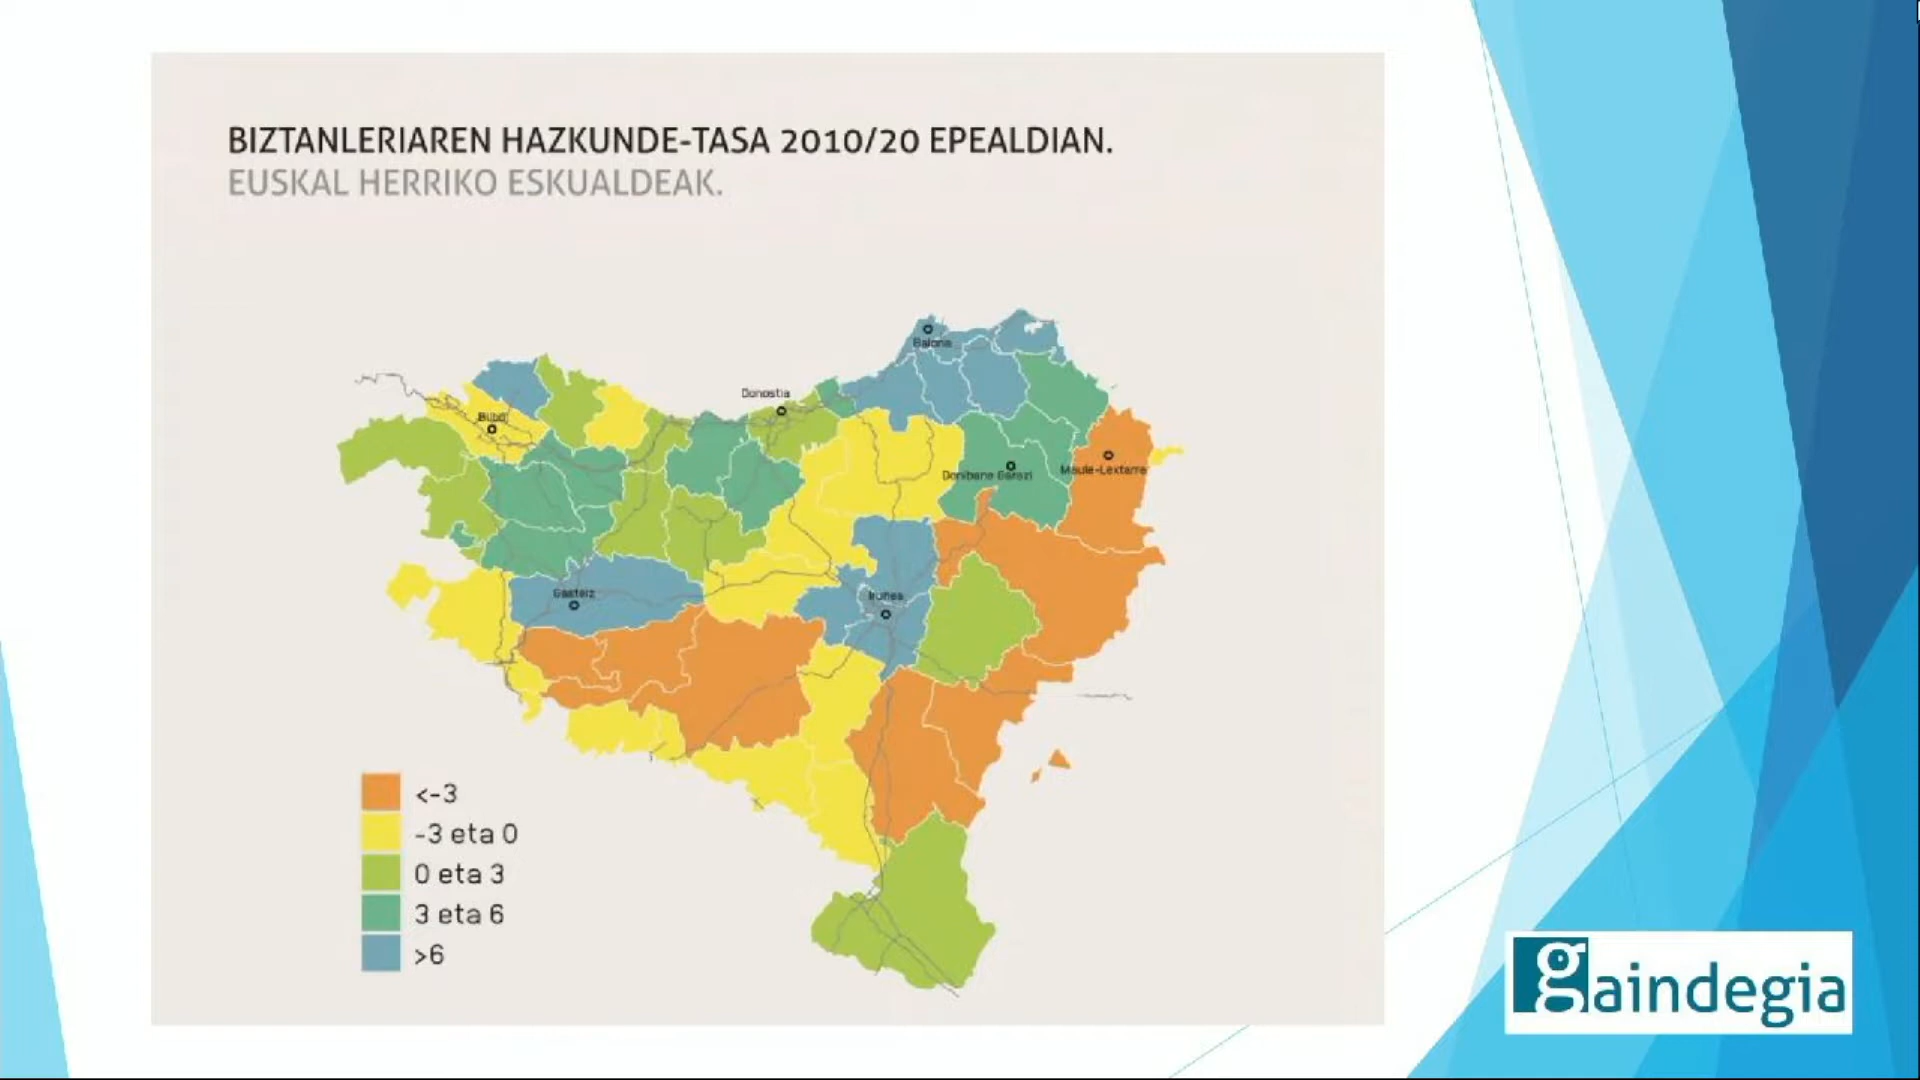 BIZTANLERIAREN HAZKUNDE-TASA 2010/20 EPEALDIAN.
EUSKAL HERRIKO ESKUALDEAK.
Baiona
Donostia
Bilbo
Donibane Garazi
Maule-Lextarre
Gasteiz
Iruñea
<-3
-3 eta 0
0 eta 3
3 eta 6
>6
gaindegia